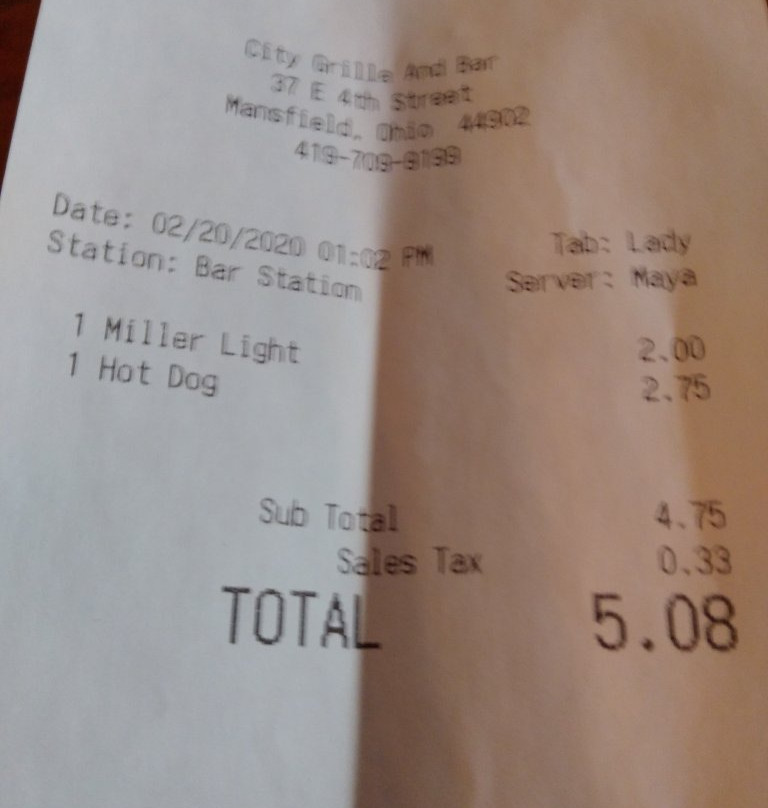 City Grille And Bar
37 E 4th Street
Mansfield, Ohio 44902
419-709-9199
Date: 02/20/2020 01:02 PM Tab: Lady
Station: Bar Station Server: Maya
1 Miller Light 2.00
1 Hot Dog 2.75
Sub Total 4.75
Sales Tax 0.33
TOTAL 5.08